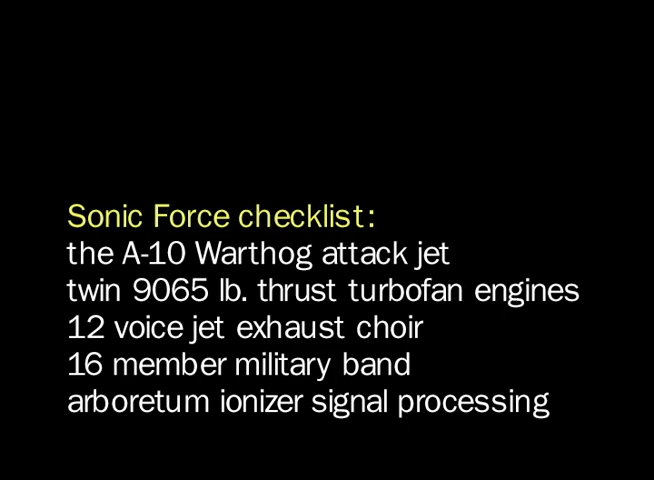 Sonic Force checklist:
the A-10 Warthog attack jet
twin 9065 lb. thrust turbofan engines
12 voice jet exhaust choir
16 member military band
arboretum ionizer signal processing